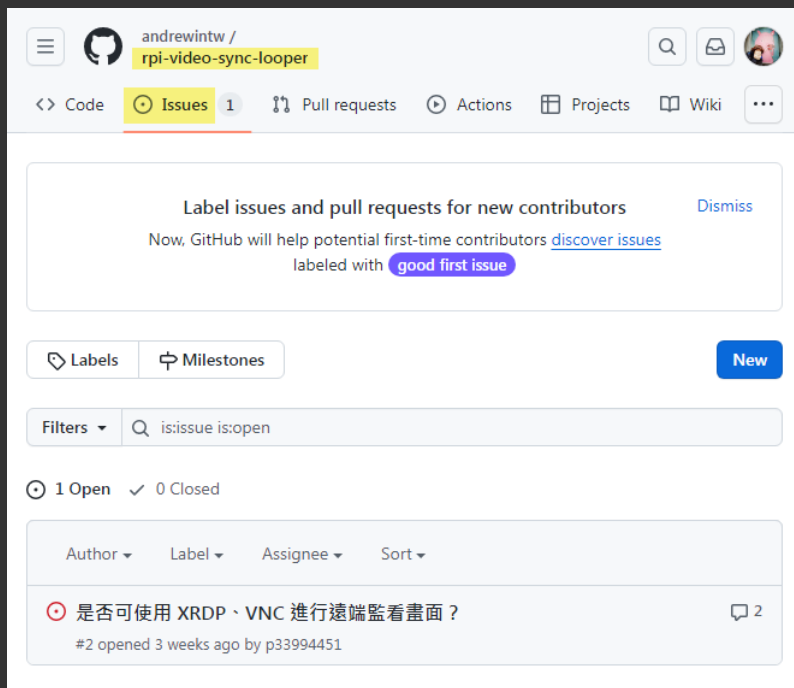 andrewintw /
rpi-video-sync-looper
Code Issues 1 Pull requests Actions Projects Wiki ...
Label issues and pull requests for new contributors Dismiss
Now, GitHub will help potential first-time contributors discover issues
labeled with good first issue
Labels Milestones New
Filters is:issue is:open
1 Open 0 Closed
Author Label Assignee Sort
是否可使用 XRDP、VNC 進行遠端監看畫面？ 2
#2 opened 3 weeks ago by p33994451